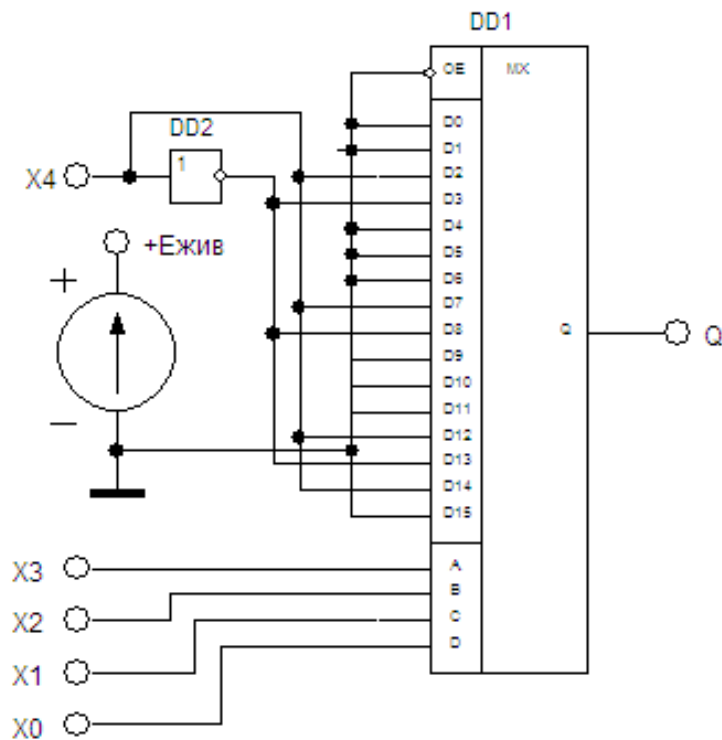 DD1
OE MX
DD2
1
X4
D0
D1
D2
D3
D4
D5
D6
D7
D8
D9
D10
D11
D12
D13
D14
D15
+Eжив
+
−
Q
Q
X3
A
B
X2
C
D
X1
X0